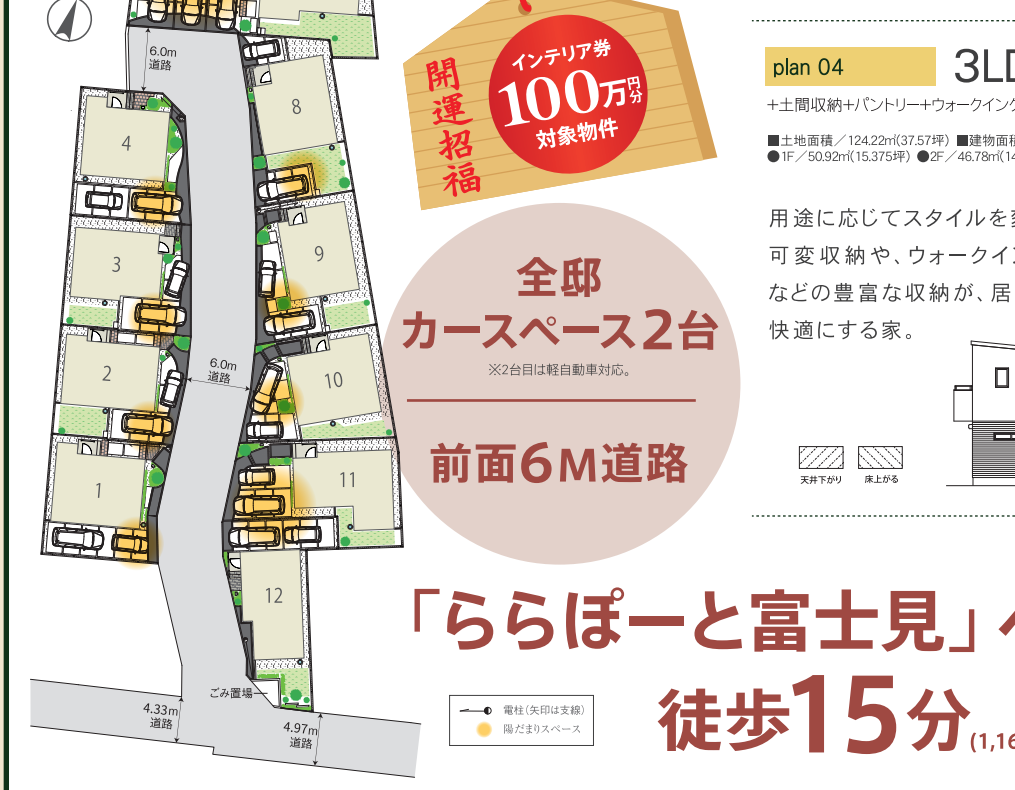 6.0m
道路
8
4
9
3
6.0m
道路
2
10
1
11
12
ごみ置場
4.33m
道路
4.97m
道路
開運招福
インテリア券
100万円分
対象物件
全邸
カースペース2台
※2台目は軽自動車対応。
前面6M道路
電柱(矢印は支線)
陽だまりスペース
plan 04
3LD
+土間収納+パントリー+ウォークイング
■土地面積/124.22㎡(37.57坪) ■建物面積
●1F/50.92㎡(15.375坪) ●2F/46.78㎡(14
用途に応じてスタイルを変
可変収納や、ウォークイン
などの豊富な収納が、居
快適にする家。
天井下がり
床上がる
「ららぽーと富士見」へ
徒歩15分(1,16